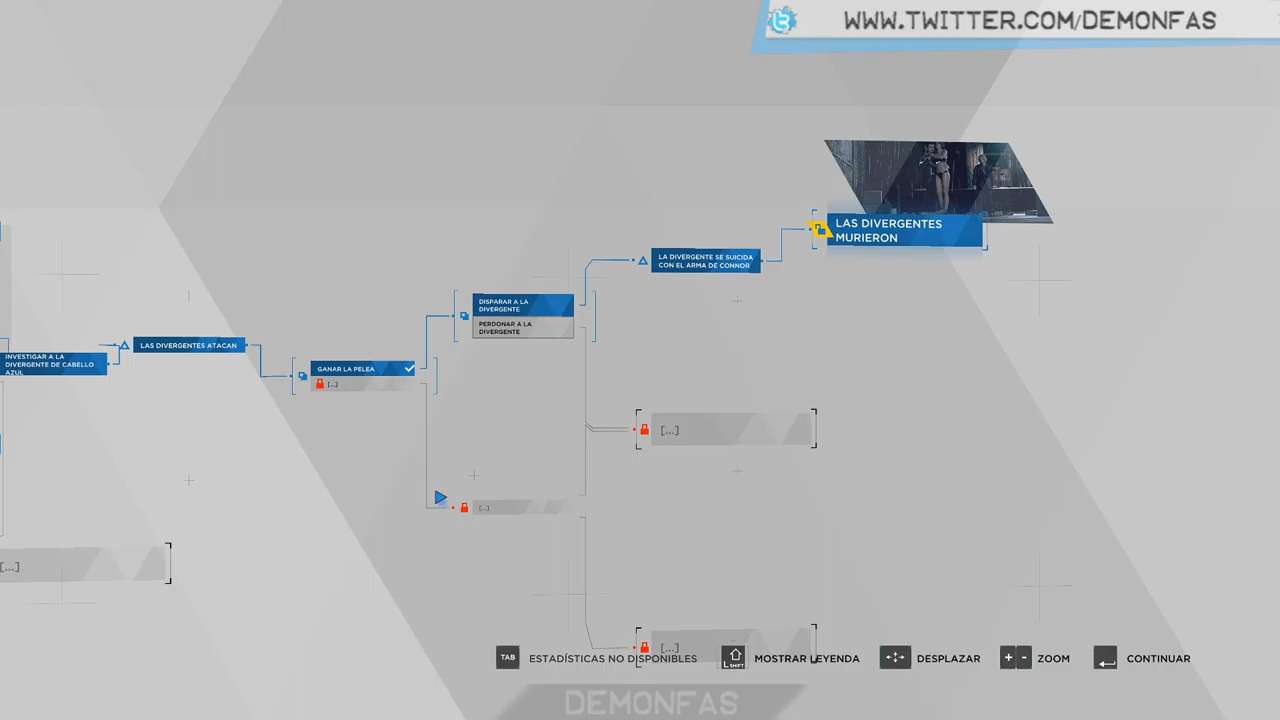 WWW.TWITTER.COM/DEMONFAS
LAS DIVERGENTES
MURIERON
LA DIVERGENTE SE SUICIDA
CON EL ARMA DE CONNOR
DISPARAR A LA
DIVERGENTE
PERDONAR A LA
DIVERGENTE
LAS DIVERGENTES ATACAN
INVESTIGAR A LA
DIVERGENTE DE CABELLO
AZUL
GANAR LA PELEA
[...]
[...]
[...]
[...]
[...]
TAB
ESTADÍSTICAS NO DISPONIBLES
L SHIFT
MOSTRAR LEYENDA
DESPLAZAR
+ -
ZOOM
CONTINUAR
DEMONFAS